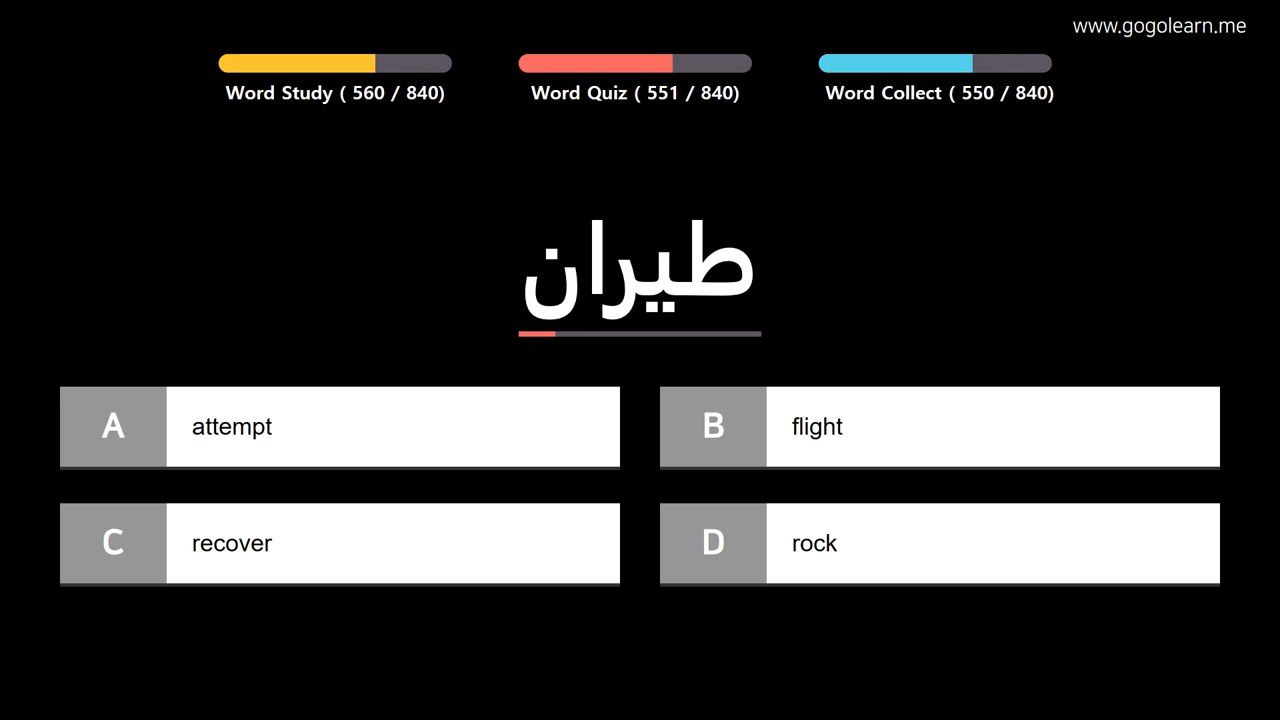 www.gogolearn.me
Word Study ( 560 / 840)
Word Quiz ( 551 / 840)
Word Collect ( 550 / 840)
طيران
A attempt
B flight
C recover
D rock